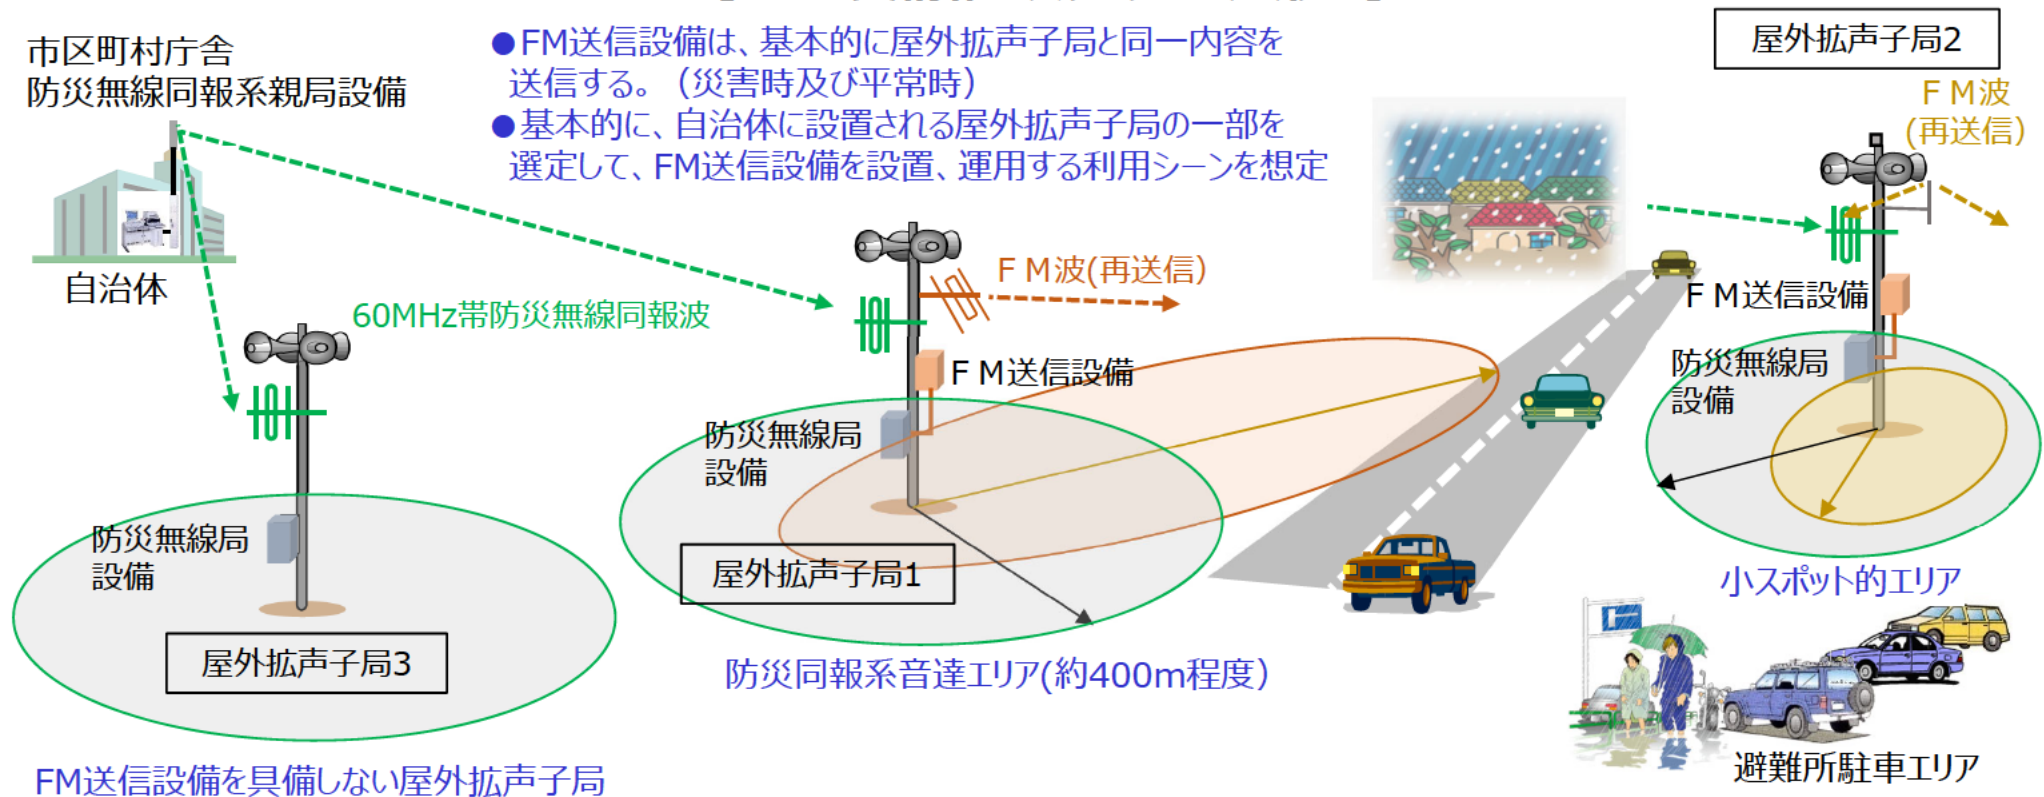 市区町村庁舎
防災無線同報系親局設備
●FM送信設備は、基本的に屋外拡声子局と同一内容を
送信する。（災害時及び平常時）
●基本的に、自治体に設置される屋外拡声子局の一部を
選定して、FM送信設備を設置、運用する利用シーンを想定
屋外拡声子局2
ＦＭ波
(再送信)
自治体
60MHz帯防災無線同報波
ＦＭ波(再送信)
ＦＭ送信設備
防災無線局
設備
ＦＭ送信設備
防災無線局
設備
防災無線局
設備
屋外拡声子局1
屋外拡声子局3
小スポット的エリア
防災同報系音達エリア(約400m程度)
避難所駐車エリア
FM送信設備を具備しない屋外拡声子局